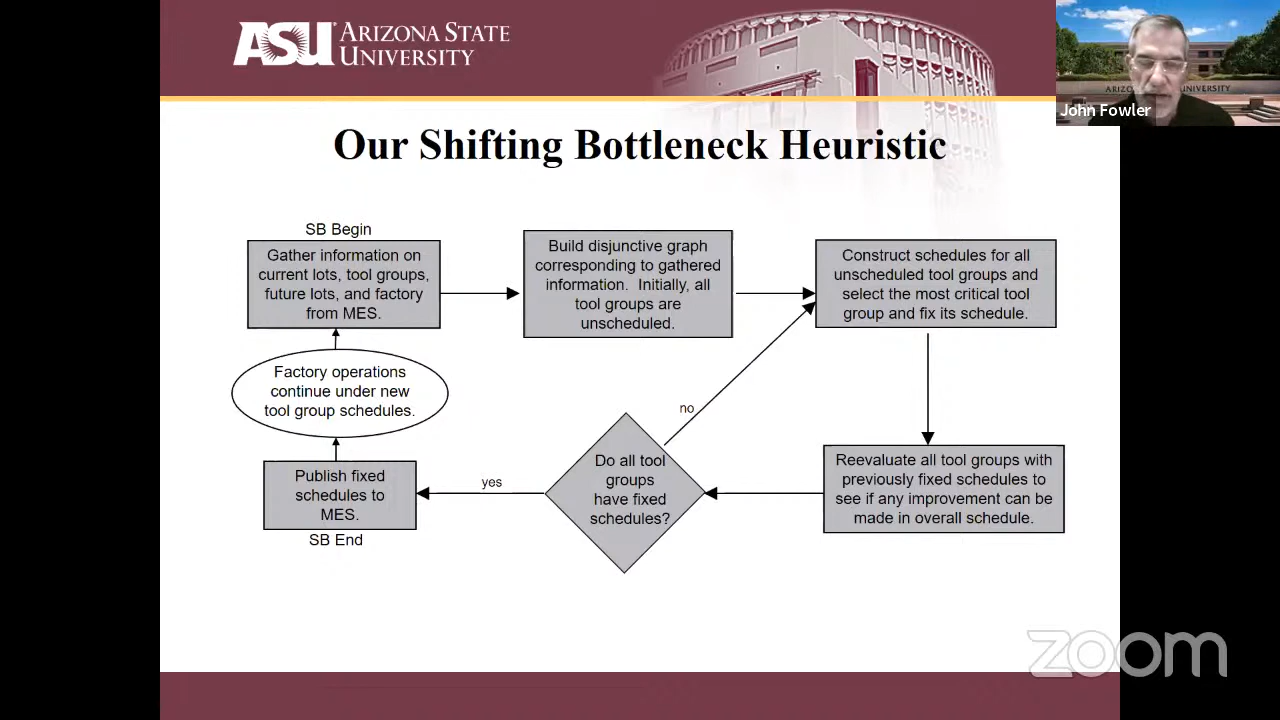 ASU ARIZONA STATE
UNIVERSITY
ARIZO
UNIVERSITY
John Fowler
Our Shifting Bottleneck Heuristic
SB Begin
Gather information on
current lots, tool groups,
future lots, and factory
from MES.
Build disjunctive graph
corresponding to gathered
information. Initially, all
tool groups are
unscheduled.
Construct schedules for all
unscheduled tool groups and
select the most critical tool
group and fix its schedule.
Factory operations
continue under new
tool group schedules.
no
Do all tool
groups
have fixed
schedules?
Reevaluate all tool groups with
previously fixed schedules to
see if any improvement can be
made in overall schedule.
yes
Publish fixed
schedules to
MES.
SB End
zoom